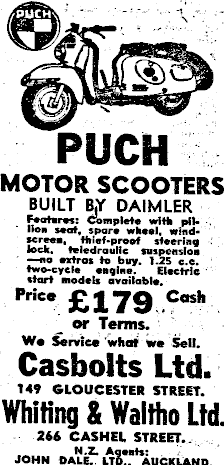 PUCH
PUCH
MOTOR SCOOTERS
BUILT BY DAIMLER
Features: Complete with pil-
lion seat, spare wheel, wind-
screen, thief-proof steering
lock, teledraulic suspension
—no extras to buy. 1.25 c.c.
two-cycle engine. Electric
start models available.
Price £179 Cash
or Terms.
We Service what we Sell.
Casbolts Ltd.
149 GLOUCESTER STREET.
Whiting & Waltho Ltd.
266 CASHEL STREET.
N.Z. Agents:
JOHN DALE, LTD., AUCKLAND